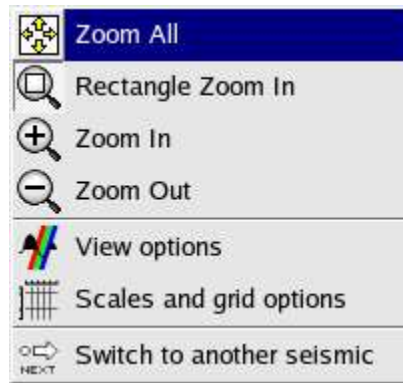 Zoom All
Rectangle Zoom In
Zoom In
Zoom Out
View options
Scales and grid options
NEXT Switch to another seismic